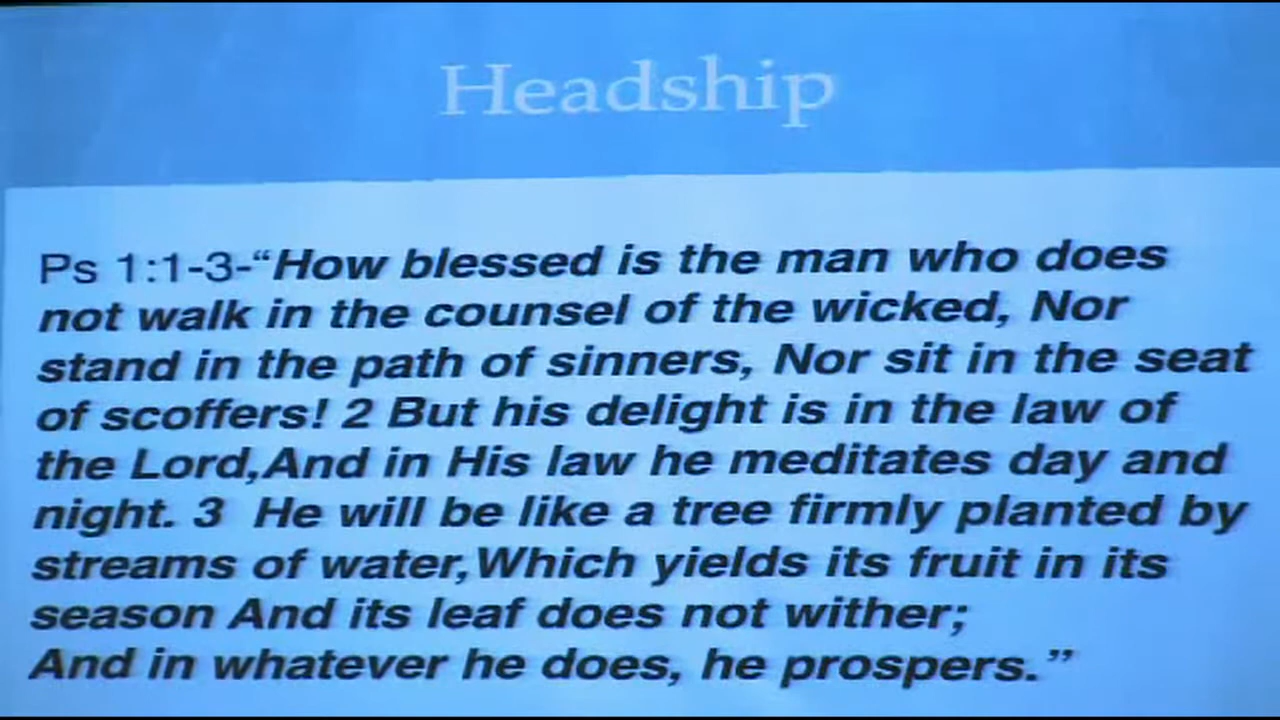 Headship
Ps 1:1-3-“How blessed is the man who does
not walk in the counsel of the wicked, Nor
stand in the path of sinners, Nor sit in the seat
of scoffers! 2 But his delight is in the law of
the Lord,And in His law he meditates day and
night. 3  He will be like a tree firmly planted by
streams of water,Which yields its fruit in its
season And its leaf does not wither;
And in whatever he does, he prospers.”